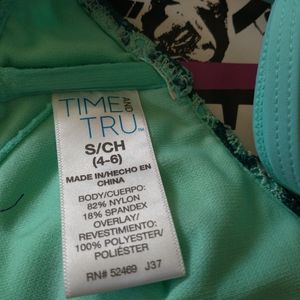 TIME AND
TRU™
S/CH
(4-6)
MADE IN/HECHO EN
CHINA
BODY/CUERPO:
82% NYLON
18% SPANDEX
OVERLAY/
REVESTIMIENTO:
100% POLYESTER/
POLIÉSTER
RN# 52469 J37